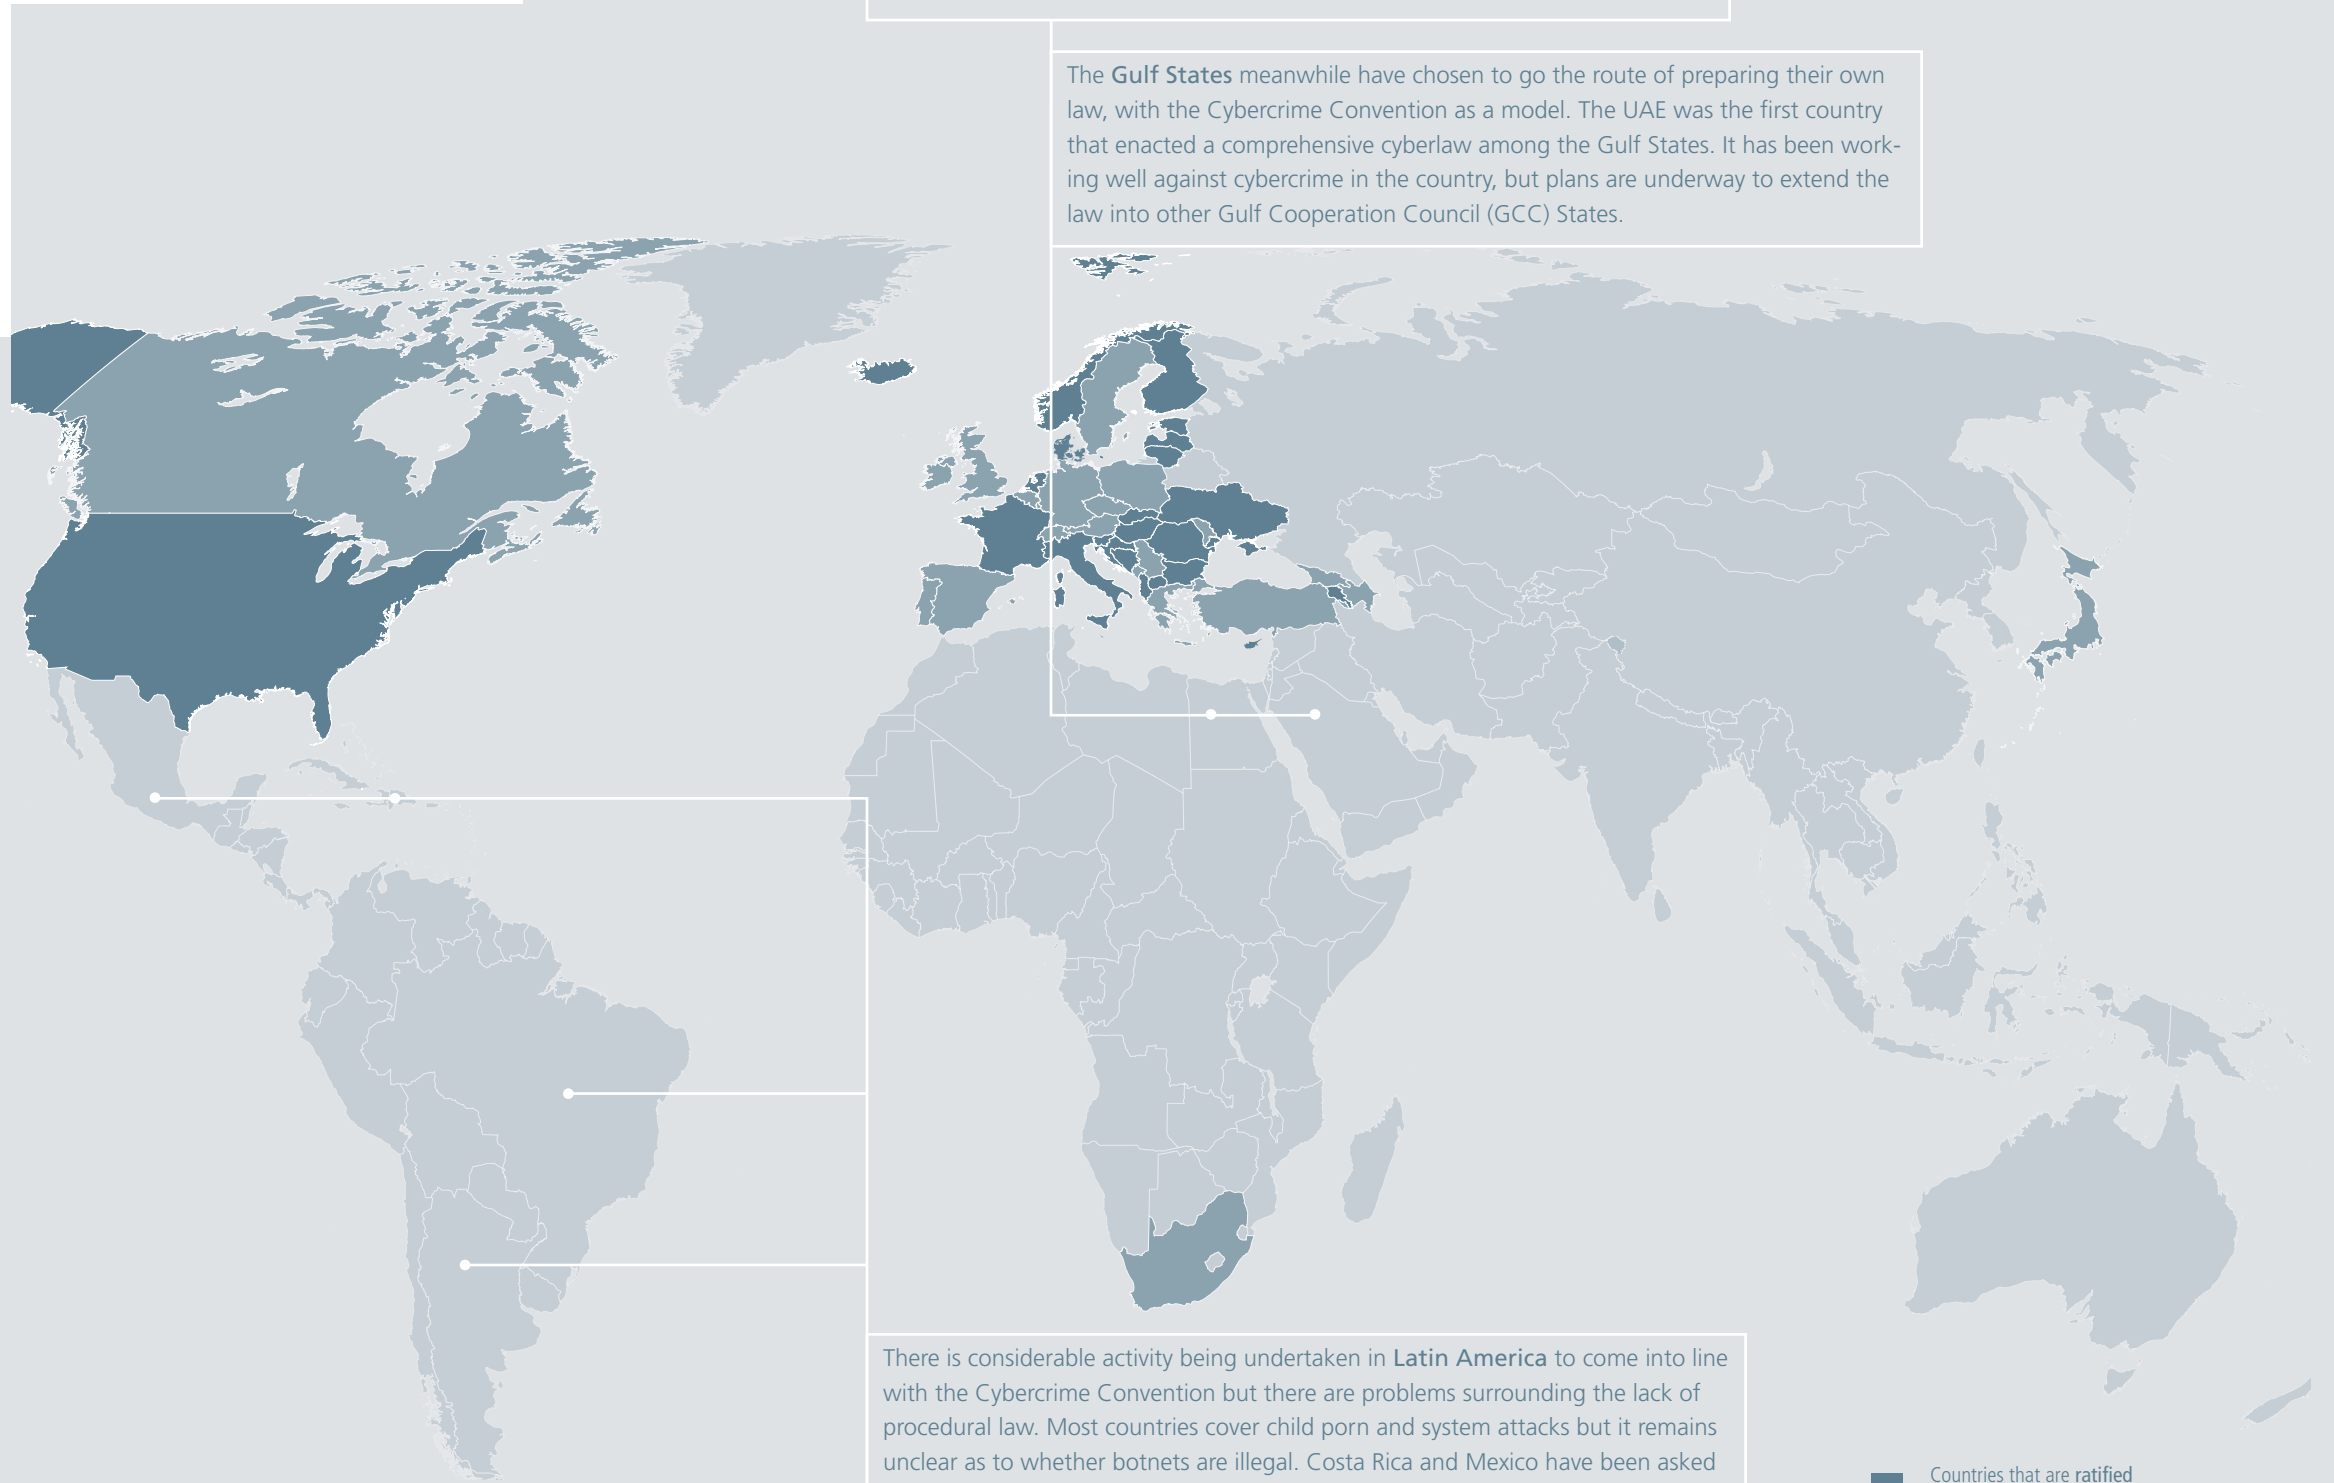 The Gulf States meanwhile have chosen to go the route of preparing their own
law, with the Cybercrime Convention as a model. The UAE was the first country
that enacted a comprehensive cyberlaw among the Gulf States. It has been work-
ing well against cybercrime in the country, but plans are underway to extend the
law into other Gulf Cooperation Council (GCC) States.
There is considerable activity being undertaken in Latin America to come into line
with the Cybercrime Convention but there are problems surrounding the lack of
procedural law. Most countries cover child porn and system attacks but it remains
unclear as to whether botnets are illegal. Costa Rica and Mexico have been asked
Countries that are ratified